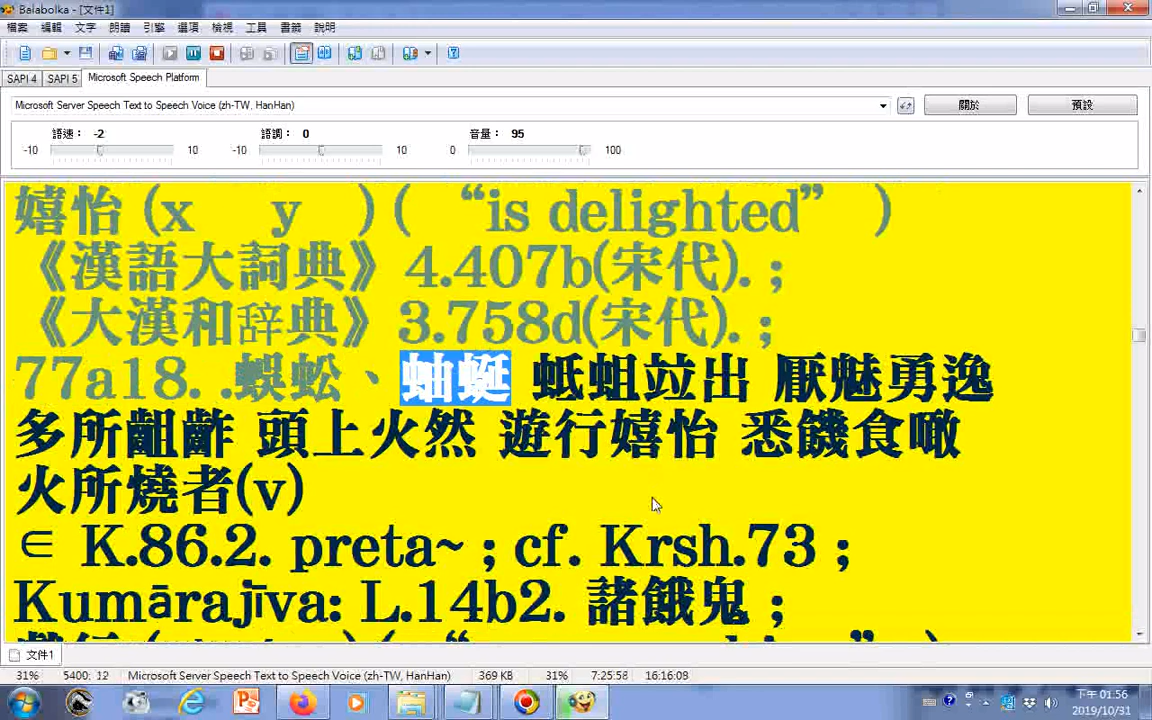 Balabolka - [文件1]
檔案 編輯 文字 朗讀 引擎 選項 檢視 工具 書籤 說明
SAPI 4 SAPI 5 Microsoft Speech Platform
Microsoft Server Speech Text to Speech Voice (zh-TW, HanHan) 關於 預設
語速： -2 語調： 0 音量： 95
-10 10 -10 10 0 100
嬉怡 (x y ) ( “is delighted” )
《漢語大詞典》 4.407b(宋代). ;
《大漢和辞典》 3.758d(宋代). ;
77a18. .蜈蚣、蚰蜒 蚳蛆竝出 厭魅勇逸
多所齟齚 頭上火然 遊行嬉怡 悉饑食噉
火所燒者(v)
∈ K.86.2. preta~ ; cf. Krsh.73 ;
Kumārajīva: L.14b2. 諸餓鬼 ;
文件1
31% 5400: 12 Microsoft Server Speech Text to Speech Voice (zh-TW, HanHan) 369 KB 31% 7:25:58 16:16:08
下午 01:56
2019/10/31